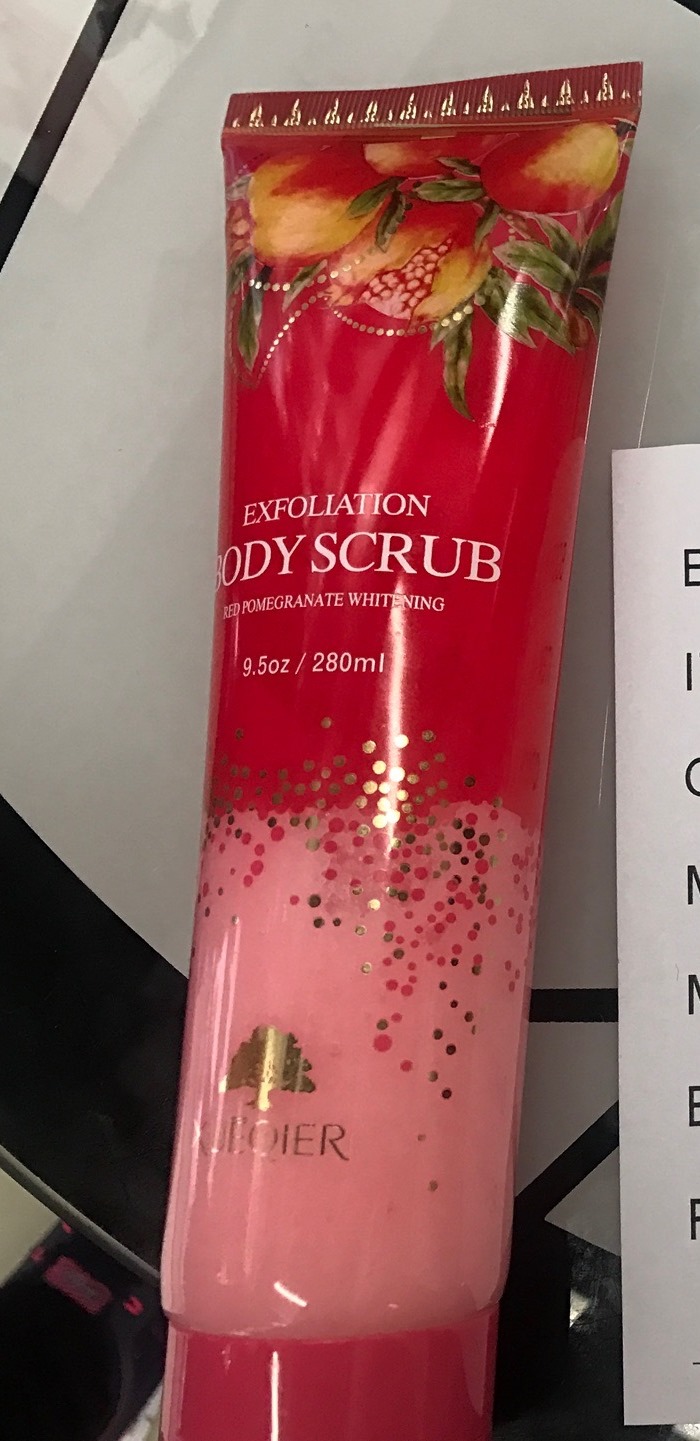 EXFOLIATION
BODY SCRUB
RED POMEGRANATE WHITENING
9.5oz / 280ml
E
I
M
M
E